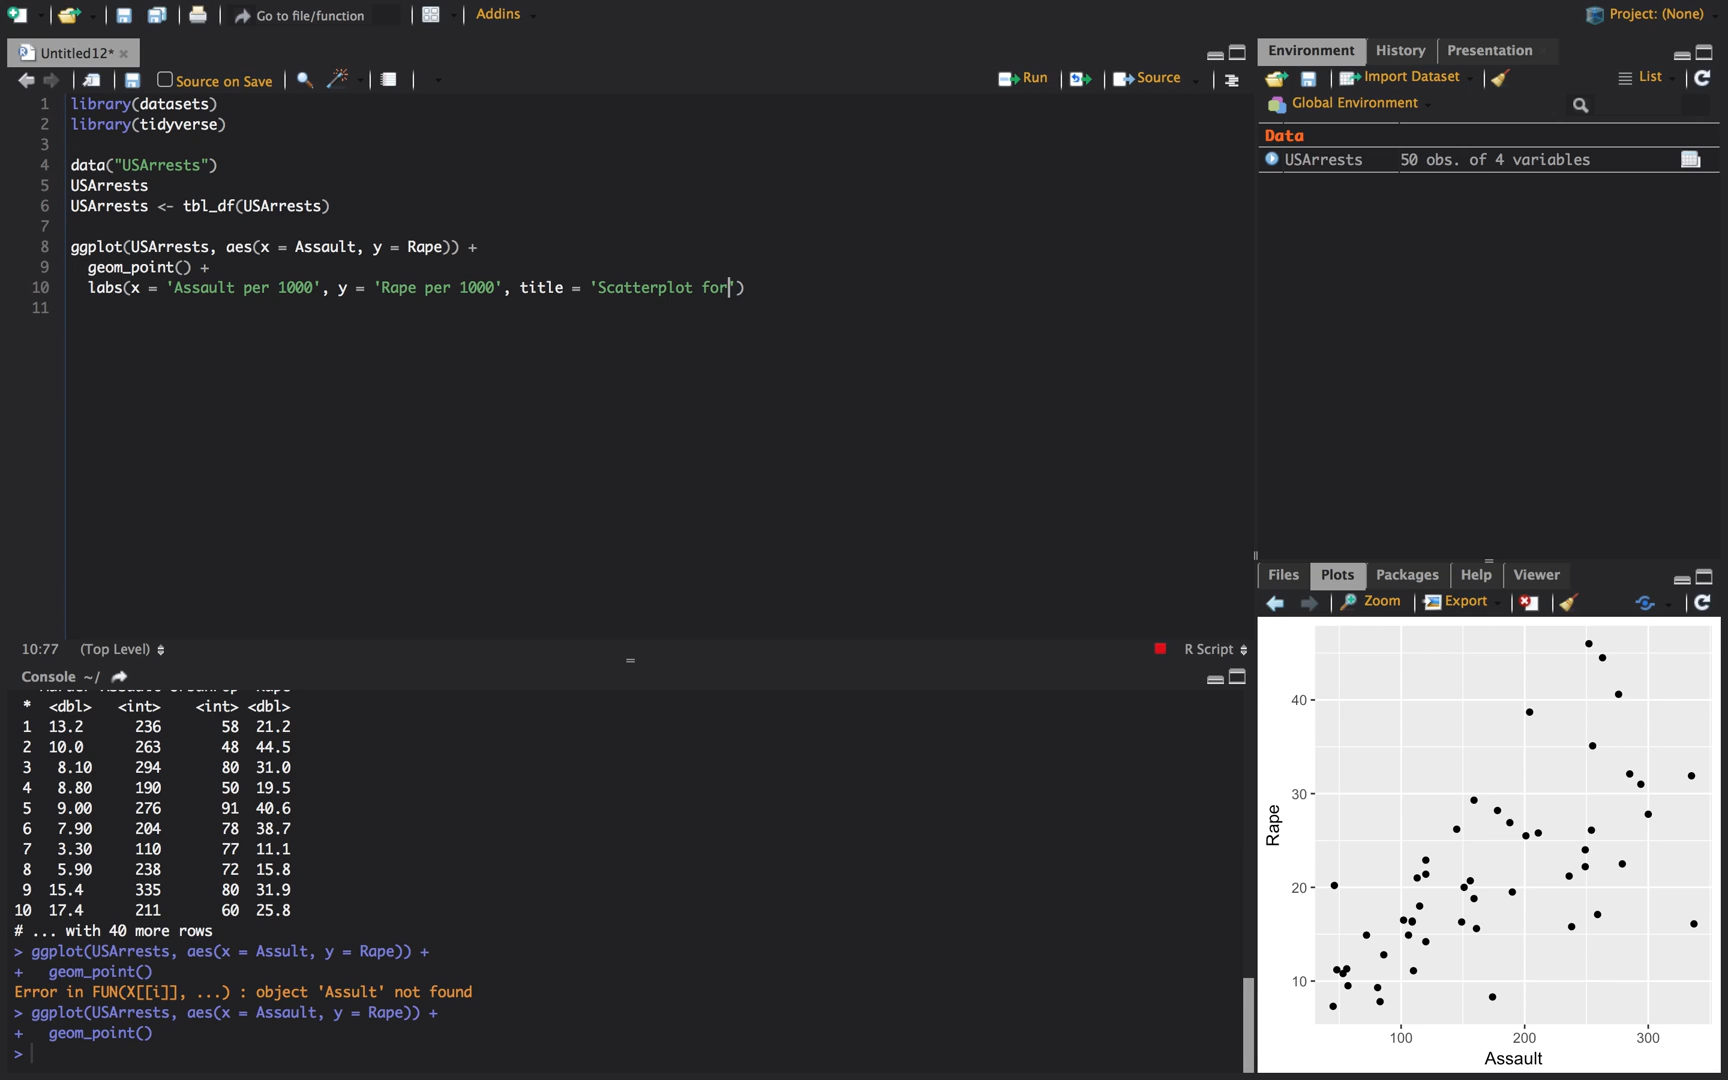 Go to file/function
Addins
Project: (None)
Untitled12*
Source on Save
Run
Source
1 library(datasets)
2 library(tidyverse)
3
4 data("USArrests")
5 USArrests
6 USArrests <- tbl_df(USArrests)
7
8 ggplot(USArrests, aes(x = Assault, y = Rape)) +
9 geom_point() +
10 labs(x = 'Assault per 1000', y = 'Rape per 1000', title = 'Scatterplot for')
11
10:77 (Top Level)
R Script
Console ~/
* <dbl> <int> <int> <dbl>
1 13.2 236 58 21.2
2 10.0 263 48 44.5
3 8.10 294 80 31.0
4 8.80 190 50 19.5
5 9.00 276 91 40.6
6 7.90 204 78 38.7
7 3.30 110 77 11.1
8 5.90 238 72 15.8
9 15.4 335 80 31.9
10 17.4 211 60 25.8
# ... with 40 more rows
> ggplot(USArrests, aes(x = Assult, y = Rape)) +
+ geom_point()
Error in FUN(X[[i]], ...) : object 'Assult' not found
> ggplot(USArrests, aes(x = Assault, y = Rape)) +
+ geom_point()
>
Environment History Presentation
Import Dataset
List
Global Environment
Data
USArrests 50 obs. of 4 variables
Files Plots Packages Help Viewer
Zoom Export
40
30
20
10
Rape
100 200 300
Assault